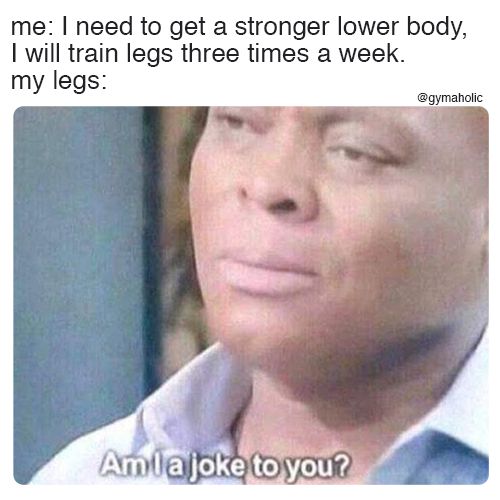 me: I need to get a stronger lower body,
I will train legs three times a week.
my legs:
@gymaholic
Am I a joke to you?